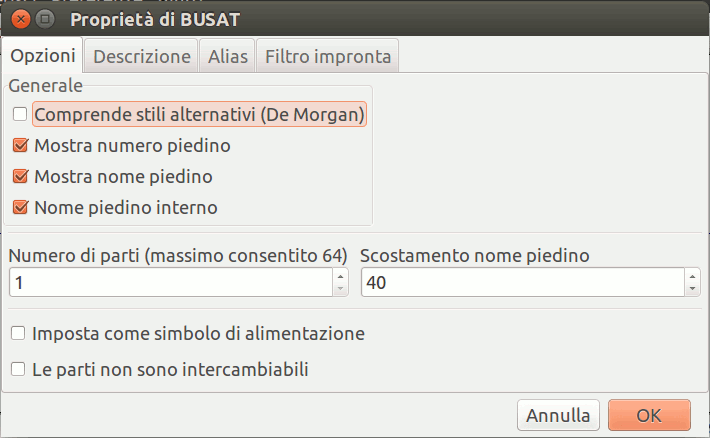 Proprietà di BUSAT
Opzioni Descrizione Alias Filtro impronta
Generale
Comprende stili alternativi (De Morgan)
Mostra numero piedino
Mostra nome piedino
Nome piedino interno
Numero di parti (massimo consentito 64) Scostamento nome piedino
1 40
Imposta come simbolo di alimentazione
Le parti non sono intercambiabili
Annulla OK